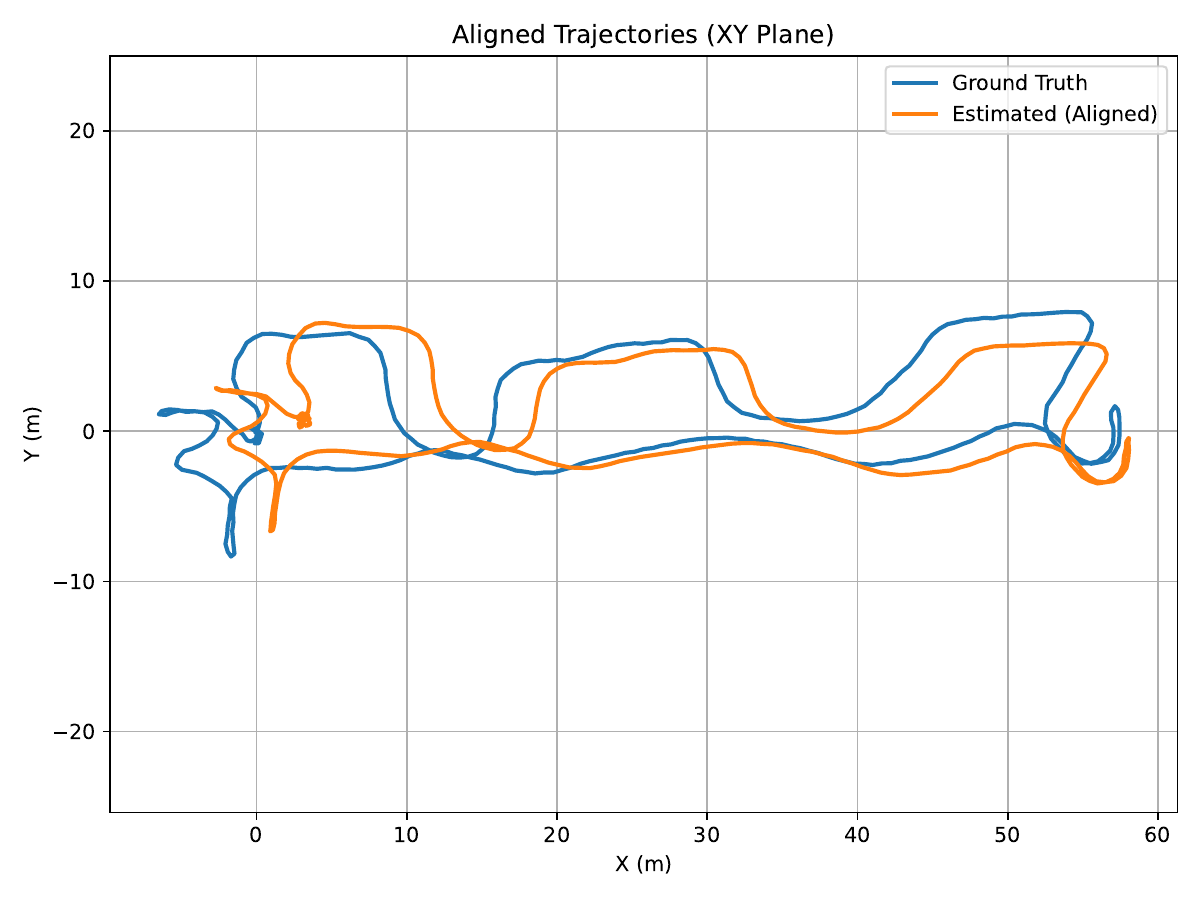 Aligned Trajectories (XY Plane)
Ground Truth
Estimated (Aligned)
Y (m)
20
10
0
−10
−20
0 10 20 30 40 50 60
X (m)